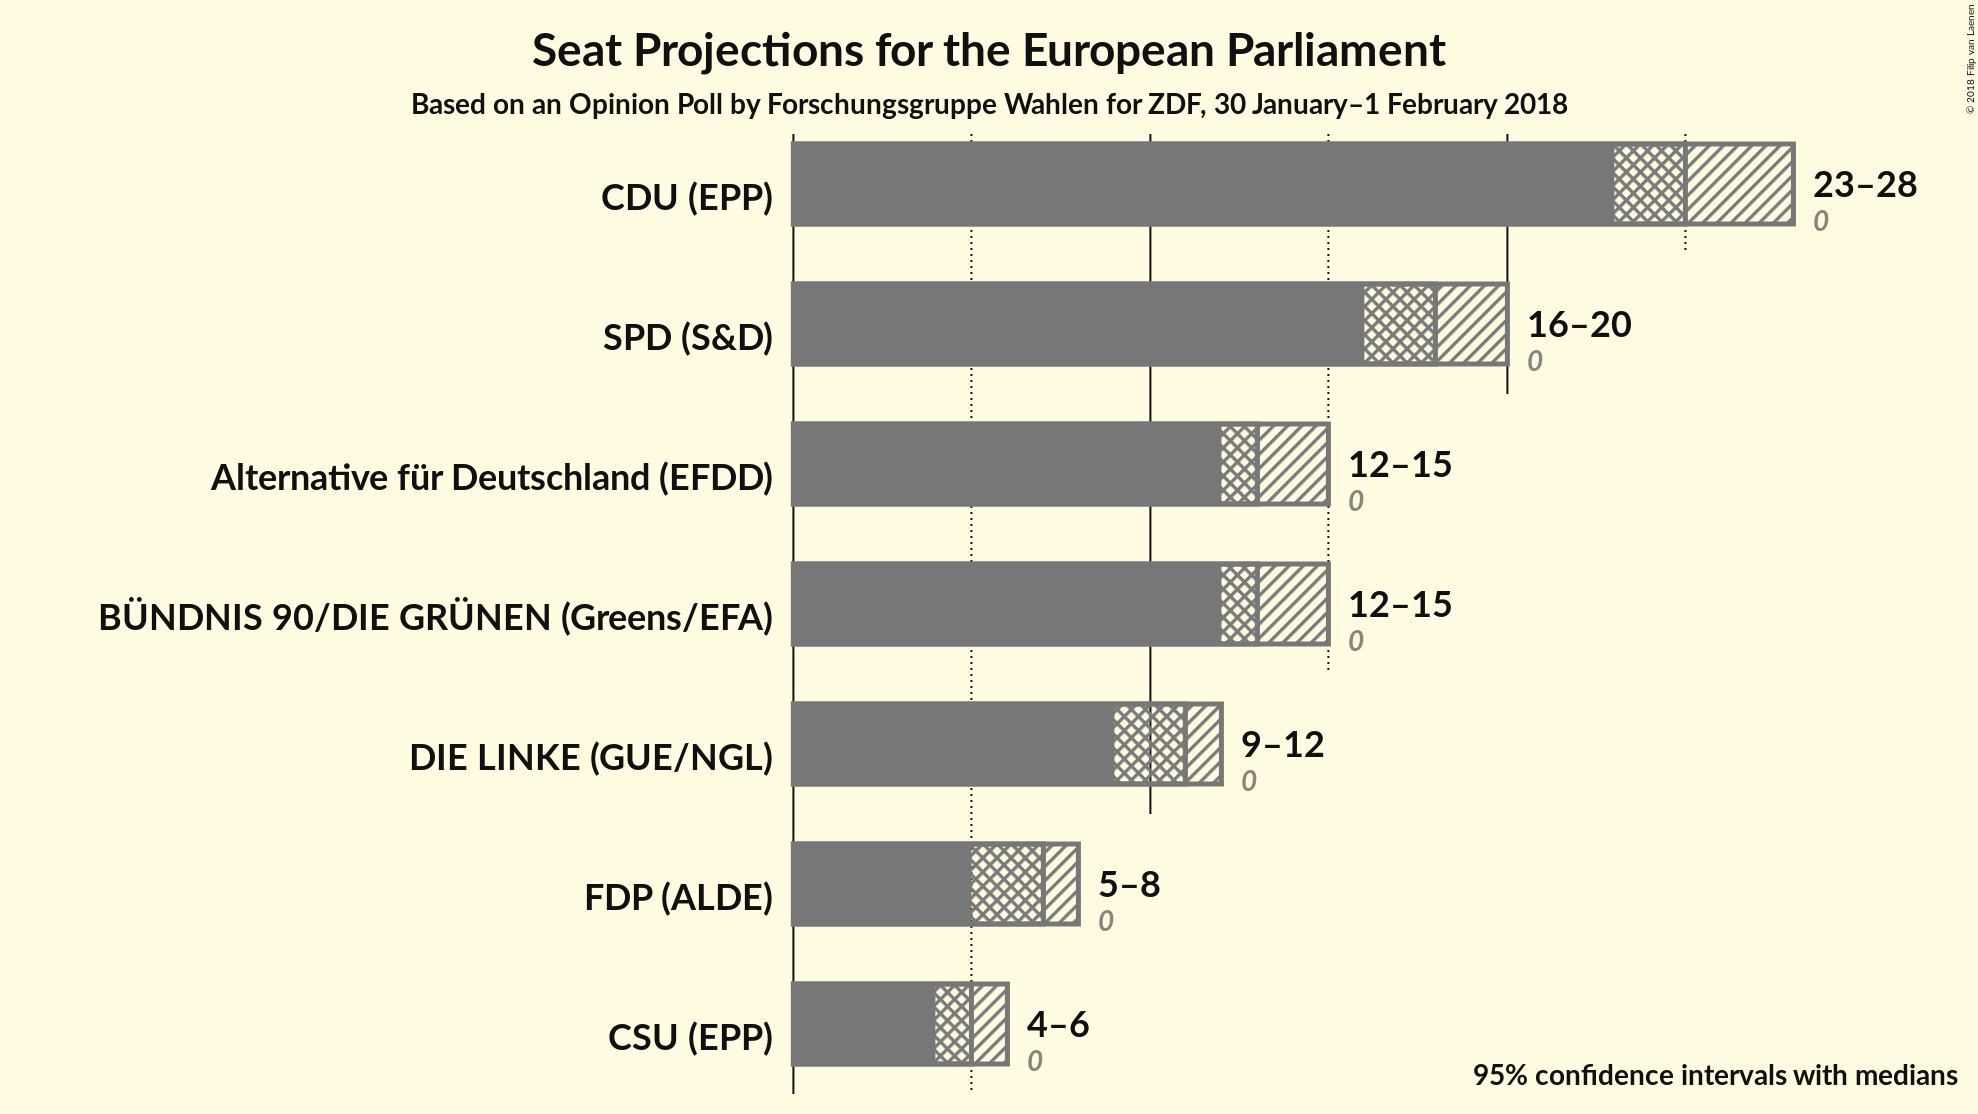 Seat Projections for the European Parliament
Based on an Opinion Poll by Forschungsgruppe Wahlen for ZDF, 30 January–1 February 2018
© 2018 Filip van Laenen
CDU (EPP)
23–28
0
SPD (S&D)
16–20
0
Alternative für Deutschland (EFDD)
12–15
0
BÜNDNIS 90/DIE GRÜNEN (Greens/EFA)
12–15
0
DIE LINKE (GUE/NGL)
9–12
0
FDP (ALDE)
5–8
0
CSU (EPP)
4–6
0
95% confidence intervals with medians